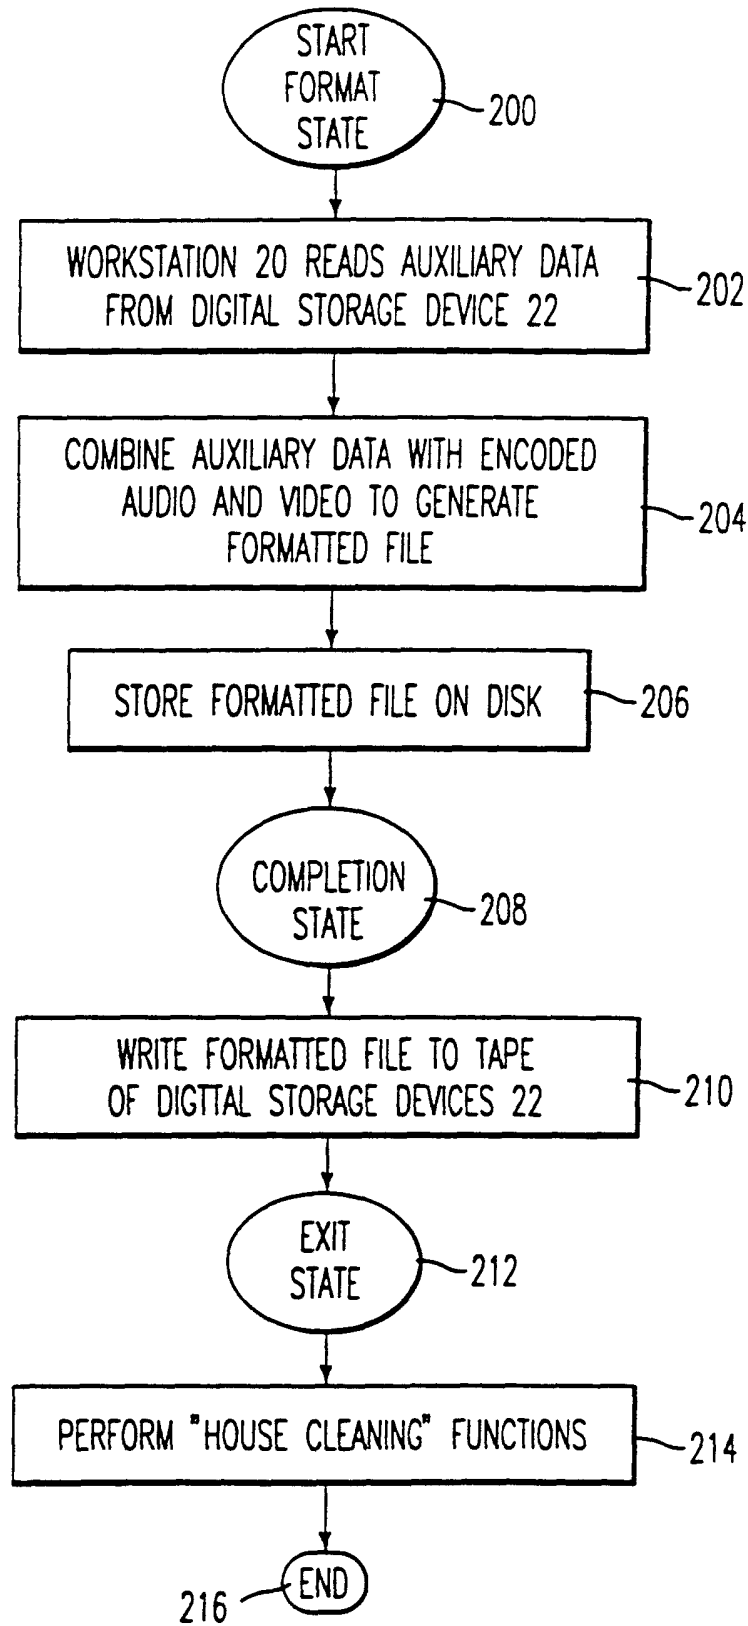 START
FORMAT
STATE
200
WORKSTATION 20 READS AUXILIARY DATA
FROM DIGITAL STORAGE DEVICE 22
202
COMBINE AUXILIARY DATA WITH ENCODED
AUDIO AND VIDEO TO GENERATE
FORMATTED FILE
204
STORE FORMATTED FILE ON DISK
206
COMPLETION
STATE
208
WRITE FORMATTED FILE TO TAPE
OF DIGTTAL STORAGE DEVICES 22
210
EXIT
STATE
212
PERFORM "HOUSE CLEANING" FUNCTIONS
214
END
216